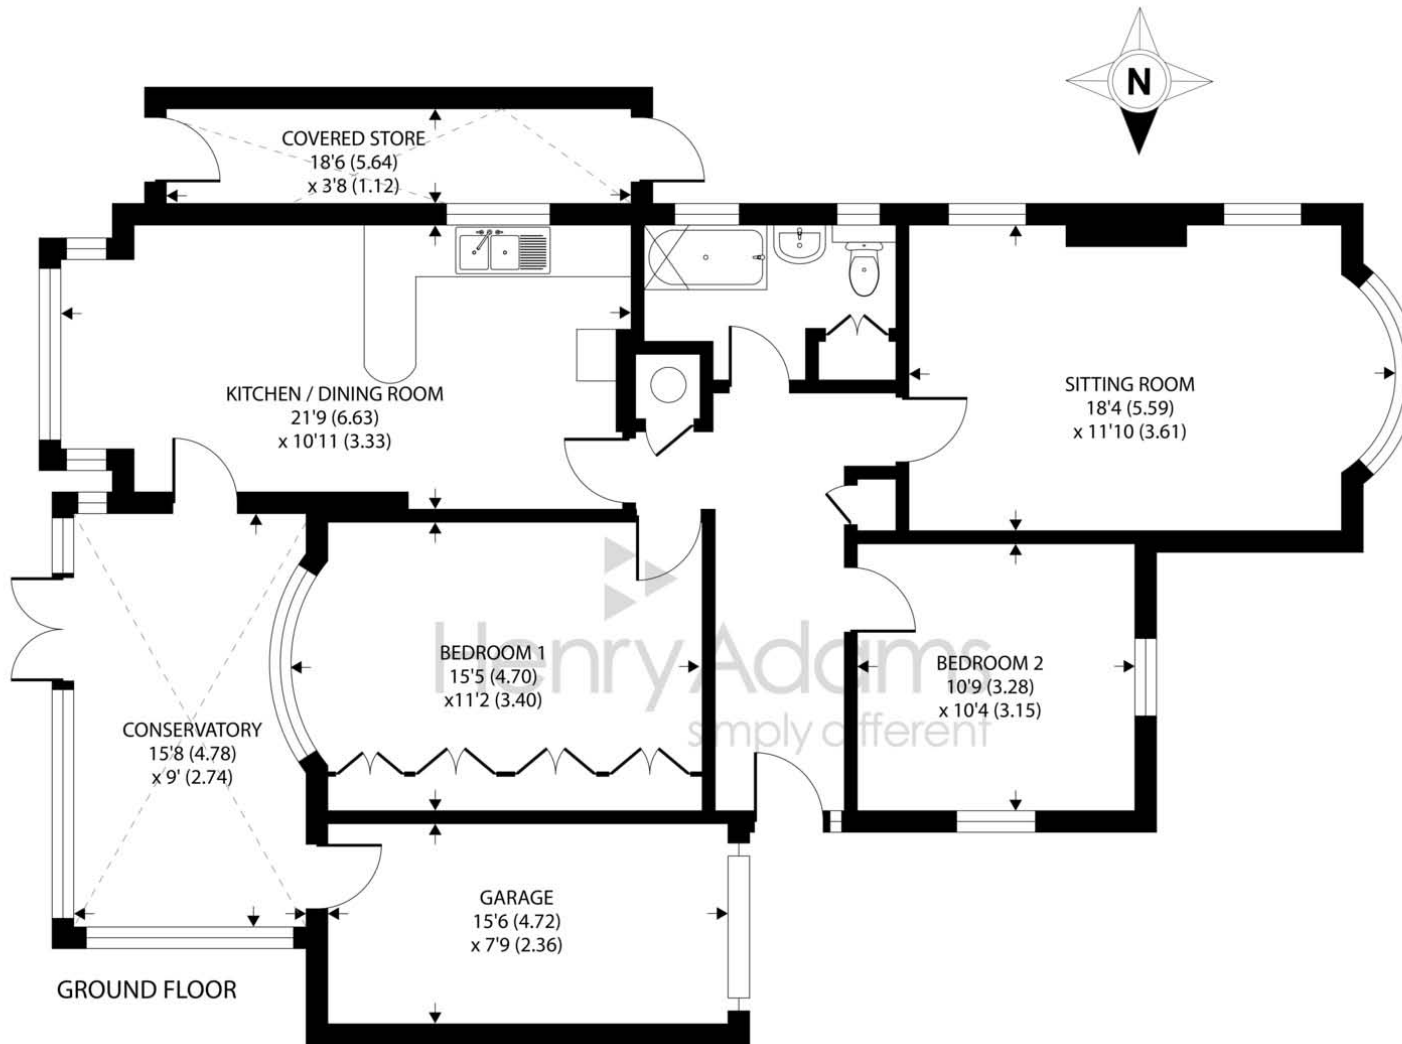 N
COVERED STORE
18'6 (5.64)
x 3'8 (1.12)
KITCHEN / DINING ROOM
21'9 (6.63)
x 10'11 (3.33)
SITTING ROOM
18'4 (5.59)
x 11'10 (3.61)
BEDROOM 1
15'5 (4.70)
x11'2 (3.40)
BEDROOM 2
10'9 (3.28)
x 10'4 (3.15)
HenryAdams
simply different
CONSERVATORY
15'8 (4.78)
x 9' (2.74)
GARAGE
15'6 (4.72)
x 7'9 (2.36)
GROUND FLOOR